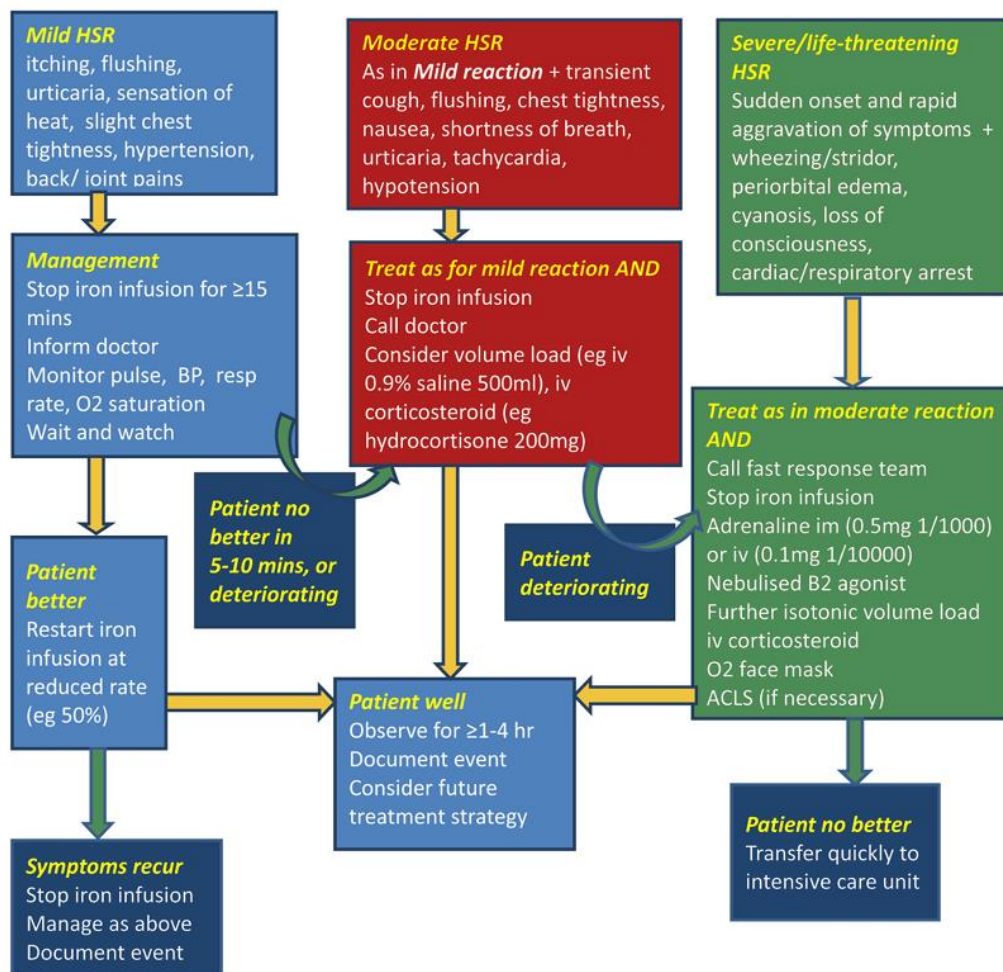 Mild HSR
itching, flushing,
urticaria, sensation of
heat, slight chest
tightness, hypertension,
back/ joint pains
Moderate HSR
As in Mild reaction + transient
cough, flushing, chest tightness,
nausea, shortness of breath,
urticaria, tachycardia,
hypotension
Severe/life-threatening
HSR
Sudden onset and rapid
aggravation of symptoms +
wheezing/stridor,
periorbital edema,
cyanosis, loss of
consciousness,
cardiac/respiratory arrest
Management
Stop iron infusion for ≥15
mins
Inform doctor
Monitor pulse, BP, resp
rate, O2 saturation
Wait and watch
Treat as for mild reaction AND
Stop iron infusion
Call doctor
Consider volume load (eg iv
0.9% saline 500ml), iv
corticosteroid (eg
hydrocortisone 200mg)
Treat as in moderate reaction
AND
Call fast response team
Stop iron infusion
Adrenaline im (0.5mg 1/1000)
or iv (0.1mg 1/10000)
Nebulised B2 agonist
Further isotonic volume load
iv corticosteroid
O2 face mask
ACLS (if necessary)
Patient no
better in
5-10 mins, or
deteriorating
Patient
deteriorating
Patient
better
Restart iron
infusion at
reduced rate
(eg 50%)
Patient well
Observe for ≥1-4 hr
Document event
Consider future
treatment strategy
Patient no better
Transfer quickly to
intensive care unit
Symptoms recur
Stop iron infusion
Manage as above
Document event